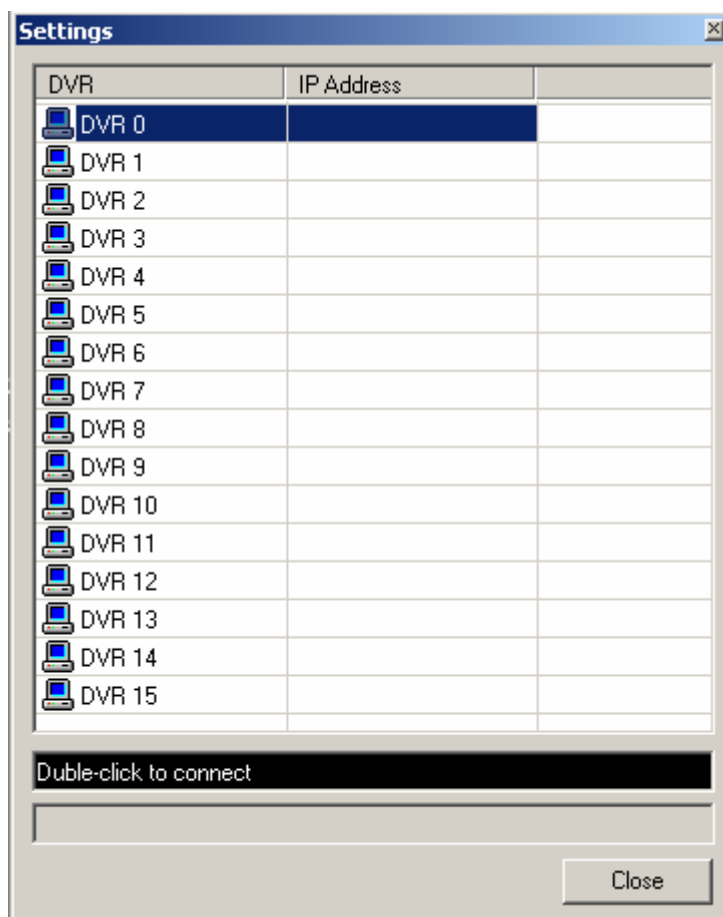 Settings
DVR IP Address
DVR 0
DVR 1
DVR 2
DVR 3
DVR 4
DVR 5
DVR 6
DVR 7
DVR 8
DVR 9
DVR 10
DVR 11
DVR 12
DVR 13
DVR 14
DVR 15
Duble-click to connect
Close